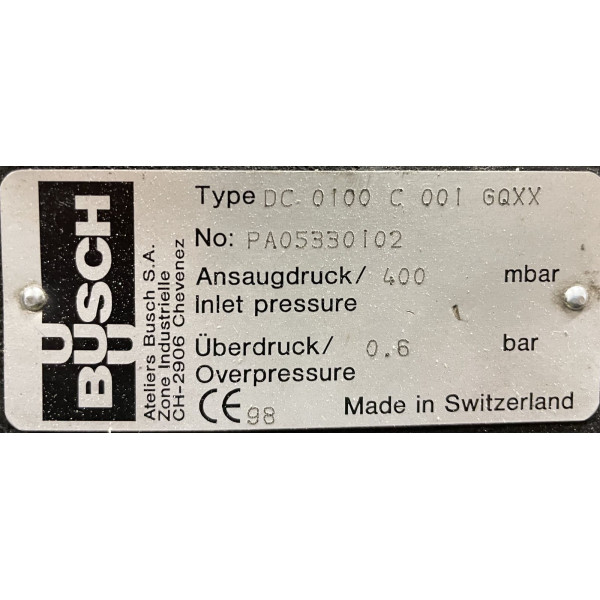 BUSCH
Ateliers Busch S.A.
Zone Industrielle
CH-2906 Chevenez
Type DC 0100 C 001 GQXX
No: PA05330102
Ansaugdruck/ 400 mbar
Inlet pressure
Überdruck/ 0.6 bar
Overpressure
CE 98 Made in Switzerland